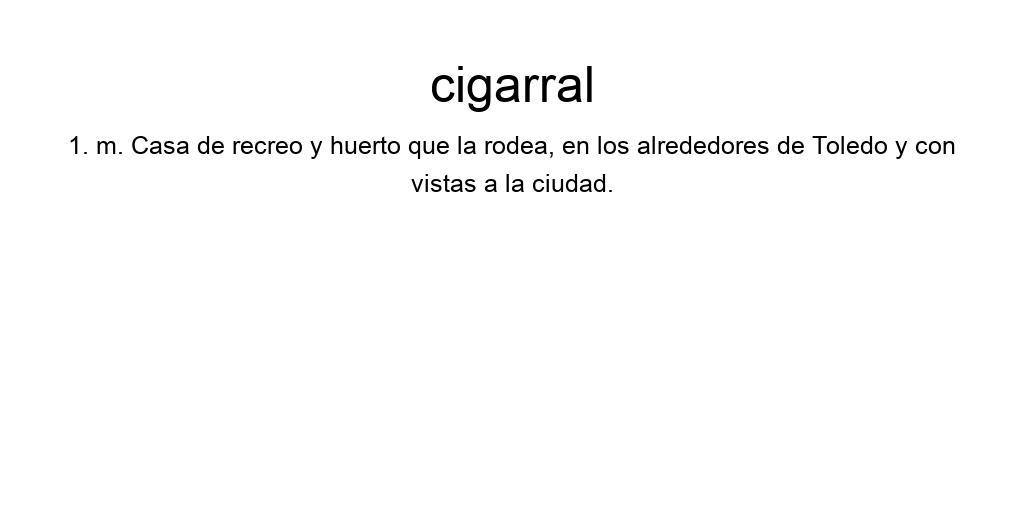 cigarral
1. m. Casa de recreo y huerto que la rodea, en los alrededores de Toledo y con
vistas a la ciudad.